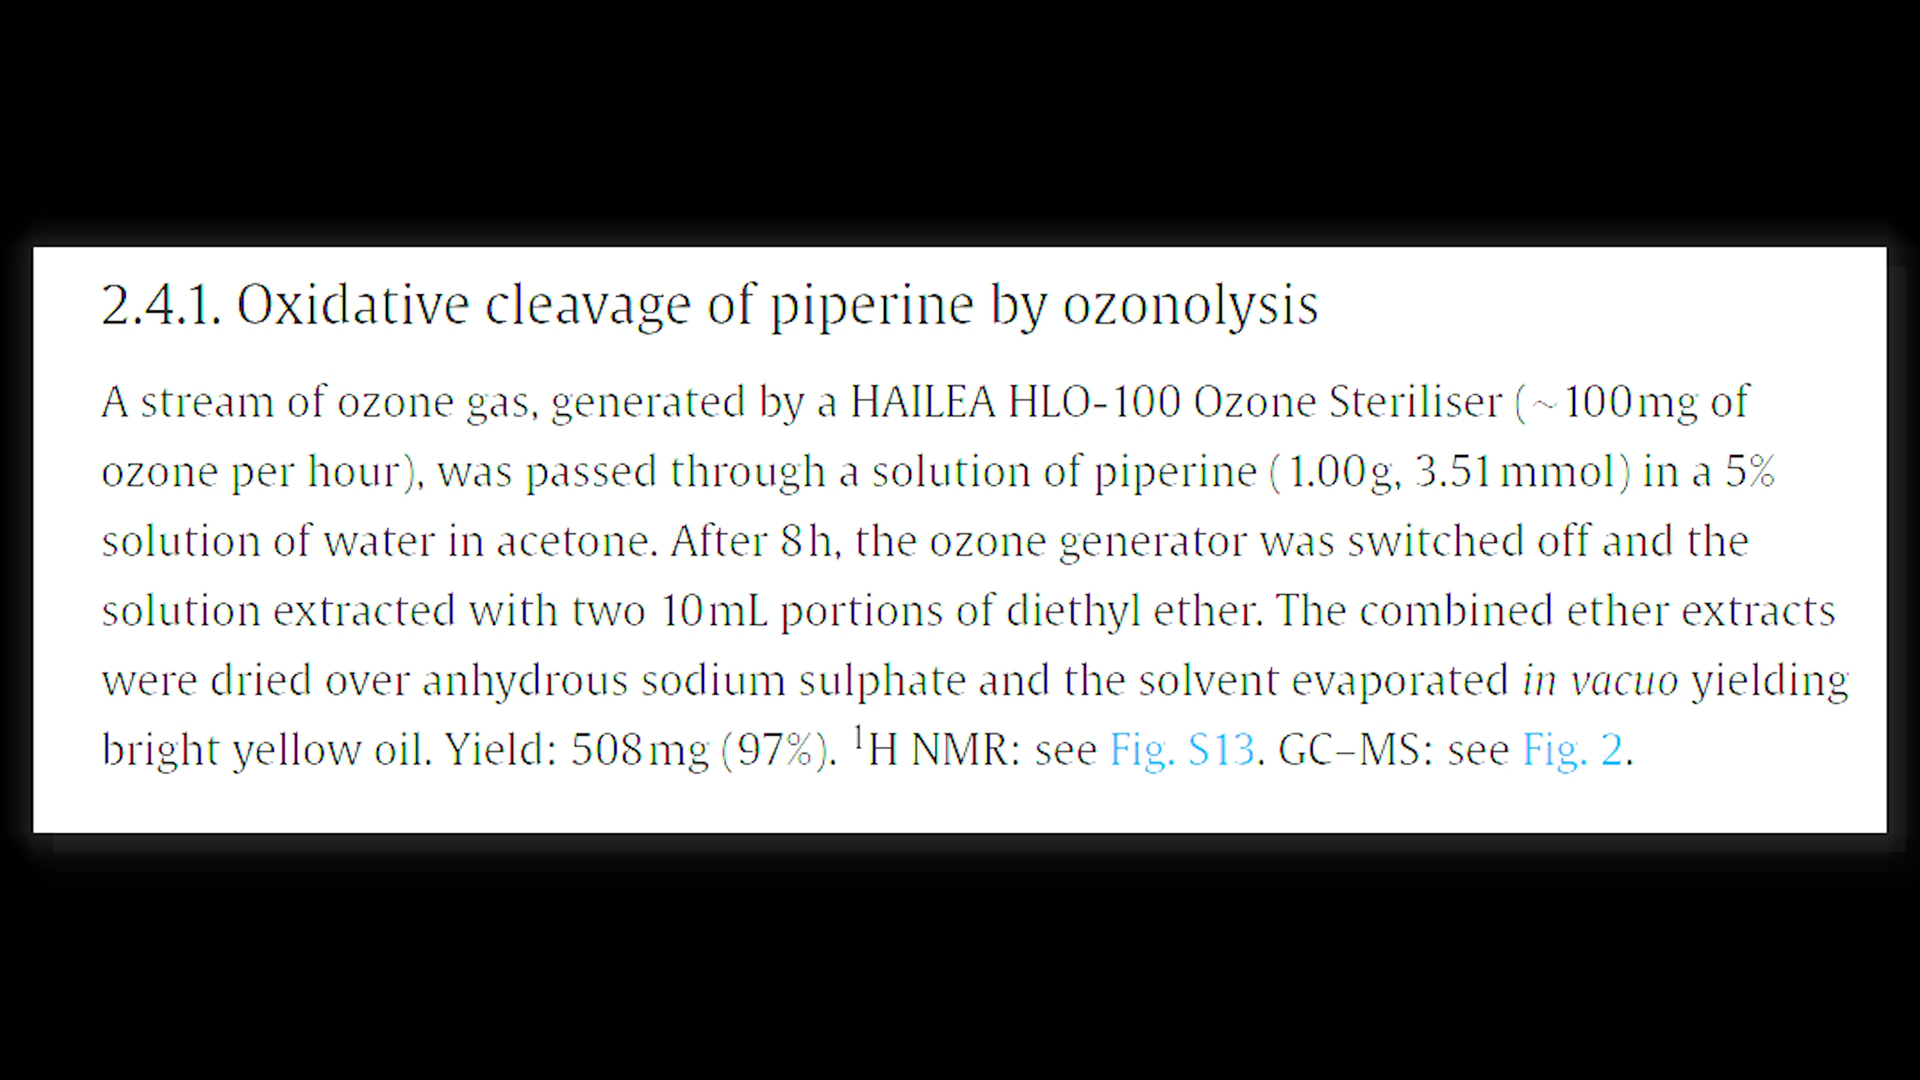 2.4.1. Oxidative cleavage of piperine by ozonolysis
A stream of ozone gas, generated by a HAILEA HLO-100 Ozone Steriliser (~100 mg of
ozone per hour), was passed through a solution of piperine (1.00 g, 3.51 mmol) in a 5%
solution of water in acetone. After 8 h, the ozone generator was switched off and the
solution extracted with two 10 mL portions of diethyl ether. The combined ether extracts
were dried over anhydrous sodium sulphate and the solvent evaporated in vacuo yielding
bright yellow oil. Yield: 508 mg (97%). ¹H NMR: see Fig. S13. GC–MS: see Fig. 2.